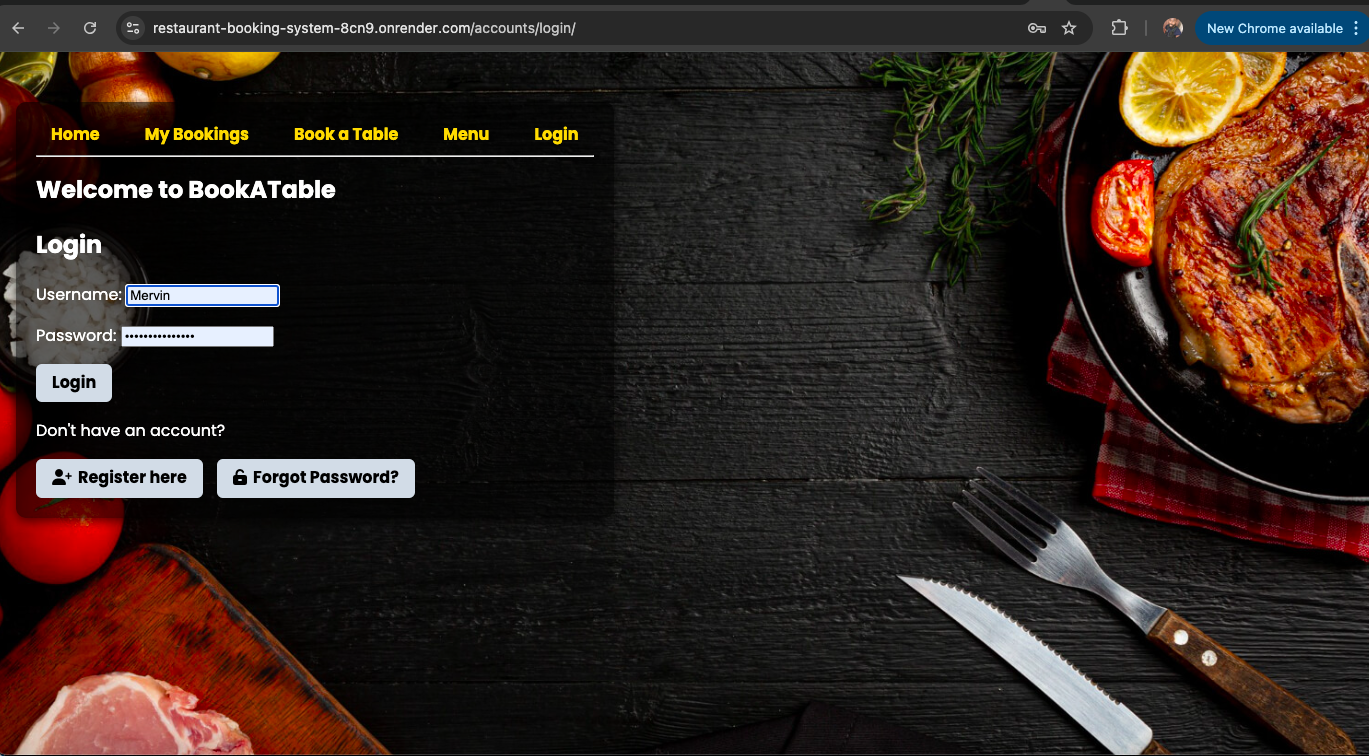 restaurant-booking-system-8cn9.onrender.com/accounts/login/
New Chrome available
Home My Bookings Book a Table Menu Login
Welcome to BookATable
Login
Username: Mervin
Password: •••••••••••••••
Login
Don't have an account?
Register here Forgot Password?